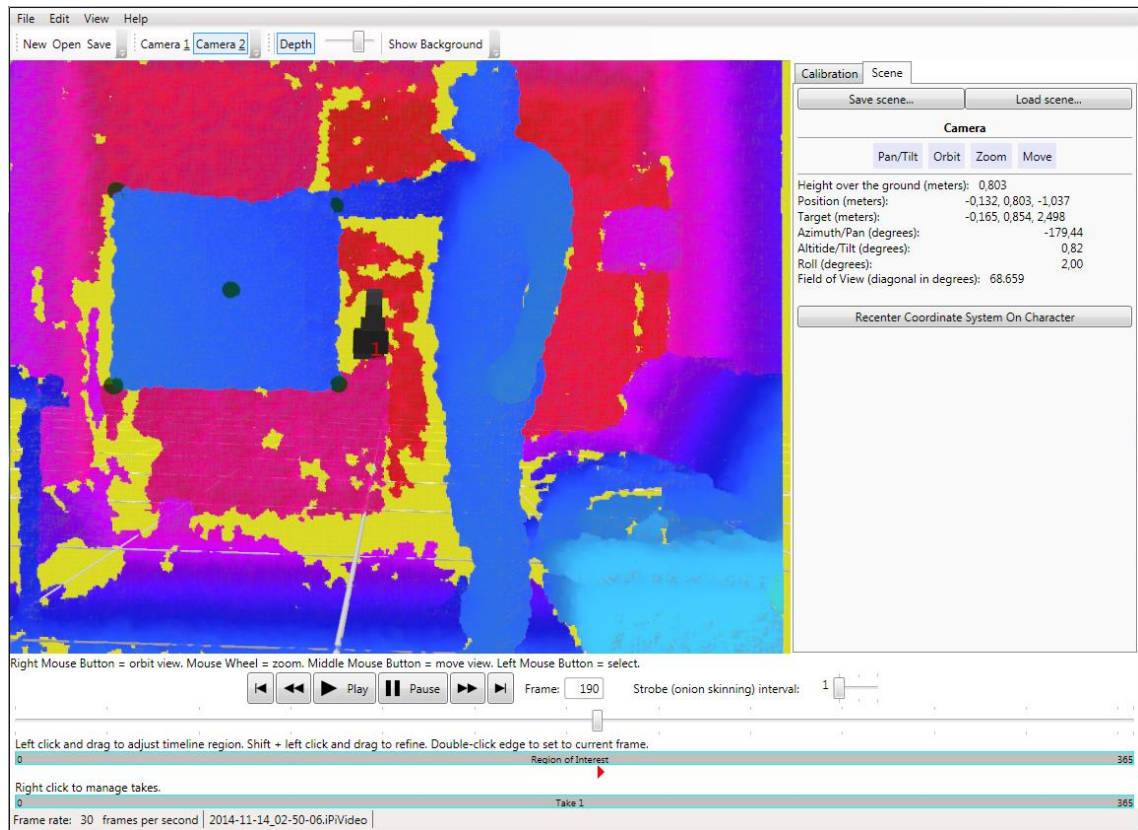 File Edit View Help
New Open Save Camera 1 Camera 2 Depth Show Background
Calibration Scene
Save scene... Load scene...
Camera
Pan/Tilt Orbit Zoom Move
Height over the ground (meters): 0,803
Position (meters): -0,132, 0,803, -1,037
Target (meters): -0,165, 0,854, 2,498
Azimuth/Pan (degrees): -179,44
Altitide/Tilt (degrees): 0,82
Roll (degrees): 2,00
Field of View (diagonal in degrees): 68.659
Recenter Coordinate System On Character
1
Right Mouse Button = orbit view. Mouse Wheel = zoom. Middle Mouse Button = move view. Left Mouse Button = select.
Play Pause Frame: 190 Strobe (onion skinning) interval: 1
Left click and drag to adjust timeline region. Shift + left click and drag to refine. Double-click edge to set to current frame.
0 Region of Interest 365
Right click to manage takes.
0 Take 1 365
Frame rate: 30 frames per second 2014-11-14_02-50-06.iPiVideo